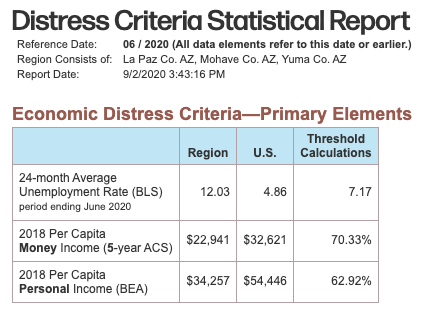 Distress Criteria Statistical Report
Reference Date: 06 / 2020 (All data elements refer to this date or earlier.)
Region Consists of: La Paz Co. AZ, Mohave Co. AZ, Yuma Co. AZ
Report Date: 9/2/2020 3:43:16 PM
Economic Distress Criteria—Primary Elements
Region U.S. Threshold Calculations
24-month Average
Unemployment Rate (BLS) 12.03 4.86 7.17
period ending June 2020
2018 Per Capita
Money Income (5-year ACS) $22,941 $32,621 70.33%
2018 Per Capita
Personal Income (BEA) $34,257 $54,446 62.92%